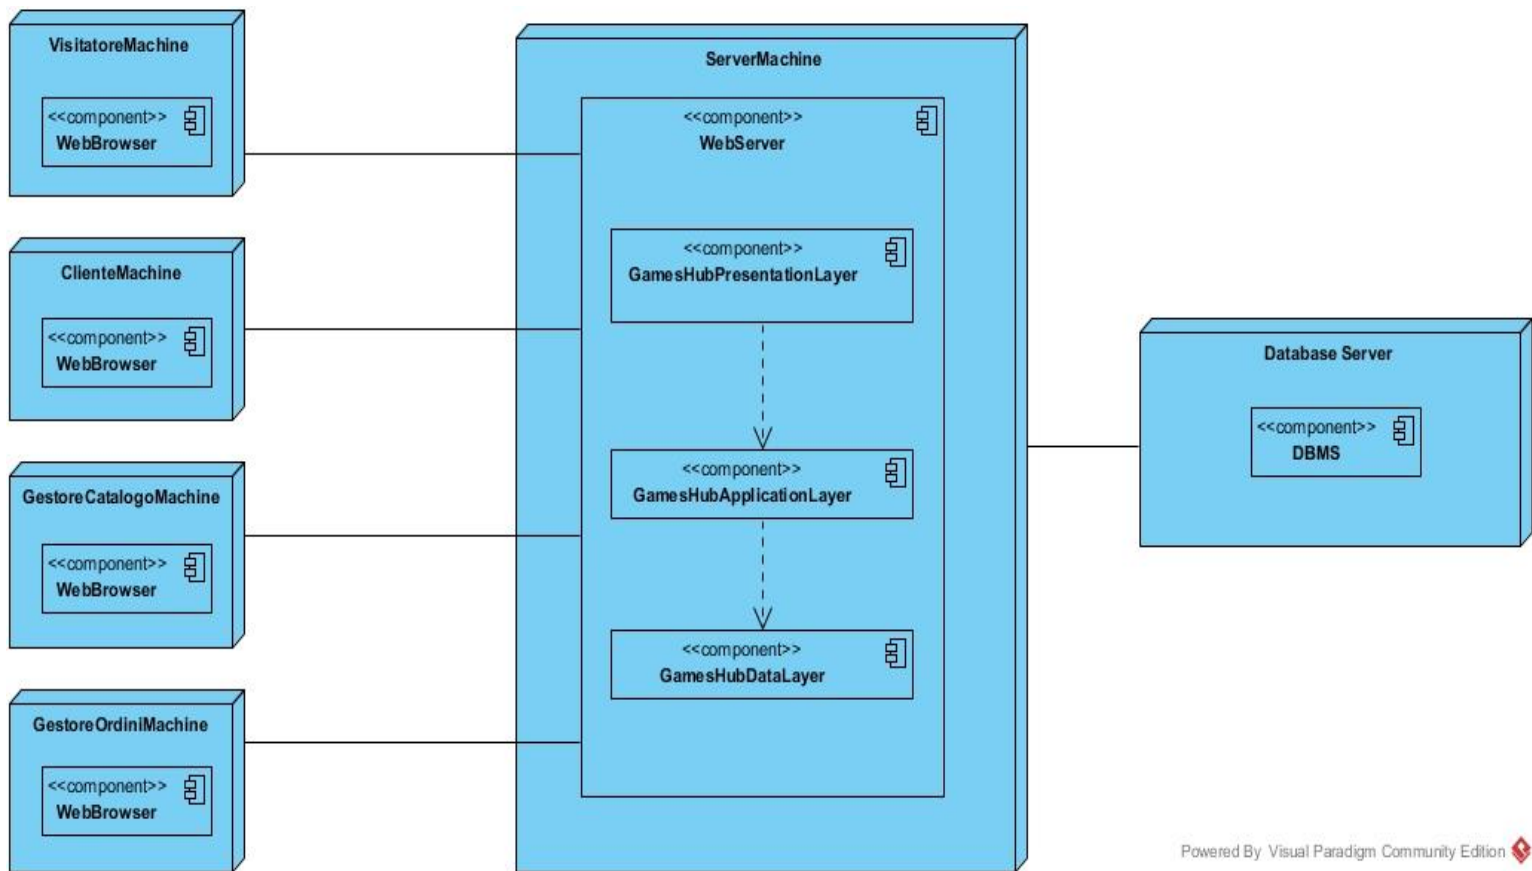 VisitatoreMachine
<<component>>
WebBrowser
ClienteMachine
<<component>>
WebBrowser
GestoreCatalogoMachine
<<component>>
WebBrowser
GestoreOrdiniMachine
<<component>>
WebBrowser
ServerMachine
<<component>>
WebServer
<<component>>
GamesHubPresentationLayer
<<component>>
GamesHubApplicationLayer
<<component>>
GamesHubDataLayer
Database Server
<<component>>
DBMS
Powered By Visual Paradigm Community Edition